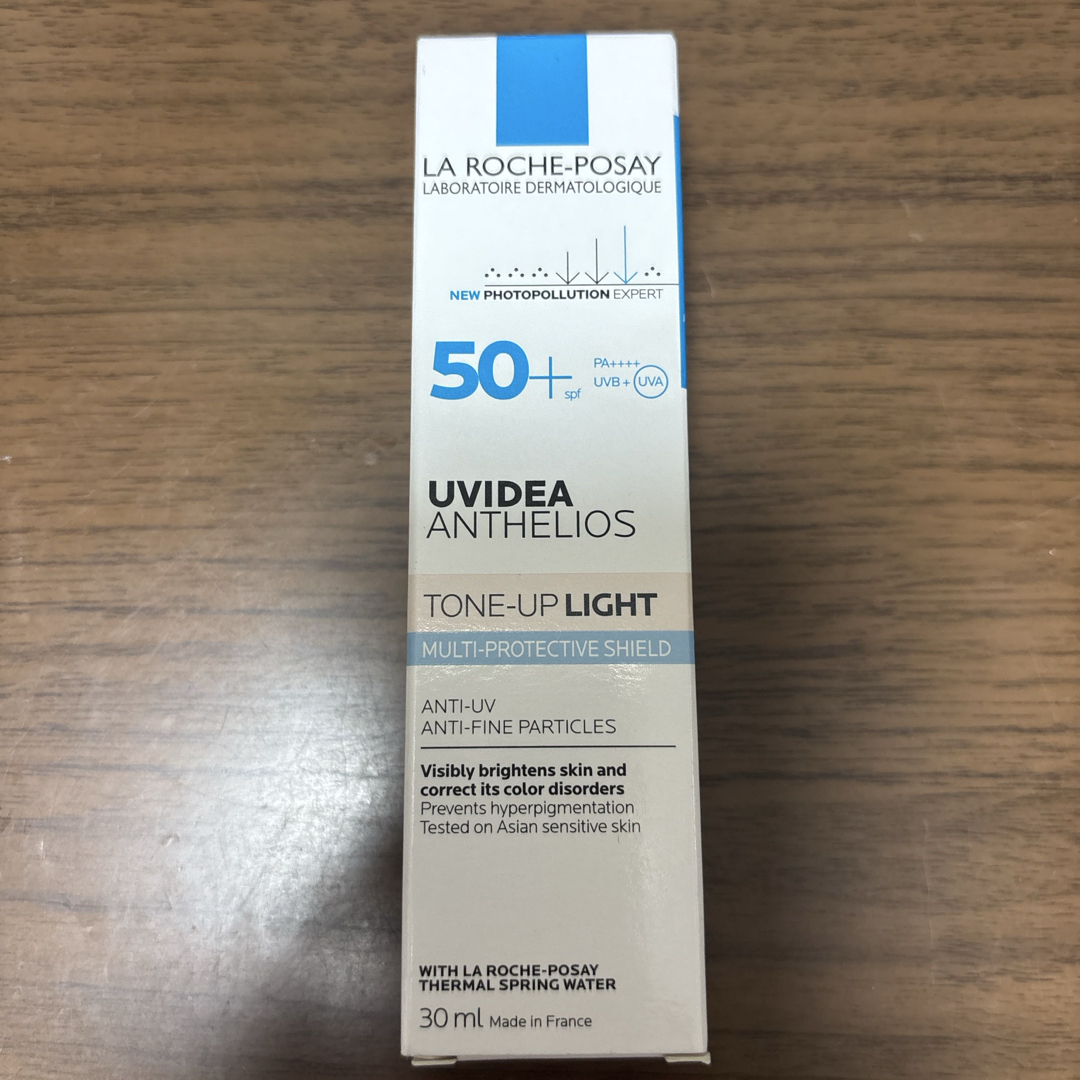 LA ROCHE-POSAY
LABORATOIRE DERMATOLOGIQUE
NEW PHOTOPOLLUTION EXPERT
50+ spf
PA++++
UVB + UVA
UVIDEA
ANTHELIOS
TONE-UP LIGHT
MULTI-PROTECTIVE SHIELD
ANTI-UV
ANTI-FINE PARTICLES
Visibly brightens skin and
correct its color disorders
Prevents hyperpigmentation
Tested on Asian sensitive skin
WITH LA ROCHE-POSAY
THERMAL SPRING WATER
30 ml Made in France